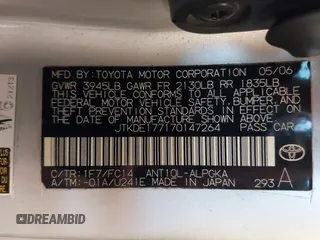 MFD. BY: TOYOTA MOTOR CORPORATION 05/06
GVWR 3945LB GAWR FR 2130LB RR 1835LB
THIS VEHICLE CONFORMS TO ALL APPLICABLE
FEDERAL MOTOR VEHICLE SAFETY, BUMPER, AND
THEFT PREVENTION STANDARDS IN EFFECT ON
THE DATE OF MANUFACTURE SHOWN ABOVE.
JTKDE177170147264 PASS. CAR
C/TR: 1F7/FC14 ANT10L-ALPGKA
A/TM: -01A/U241E MADE IN JAPAN 293 A
TOYOTA
DREAMBID